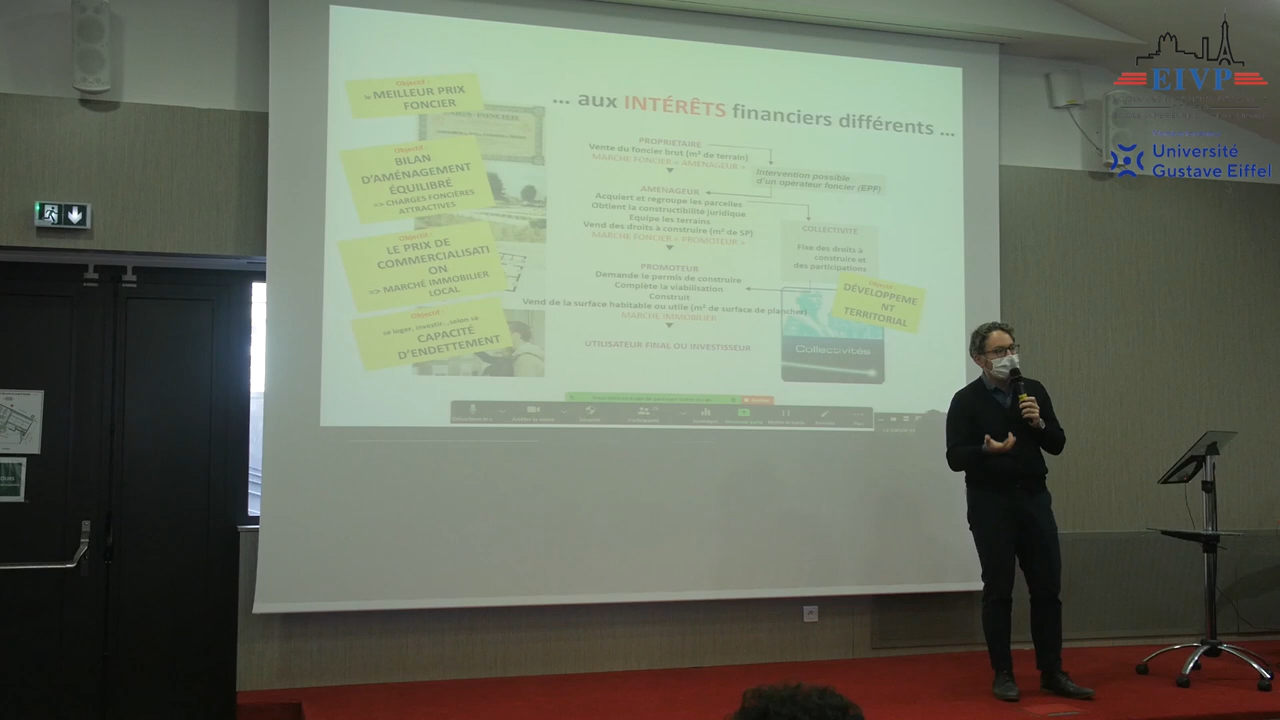 EIVP
Université
Gustave Eiffel
... aux INTÉRÊTS financiers différents ...
Objectif :
le MEILLEUR PRIX
FONCIER
Objectif :
BILAN
D'AMÉNAGEMENT
ÉQUILIBRÉ
=> CHARGES FONCIÈRES
ATTRACTIVES
Objectif :
LE PRIX DE
COMMERCIALISATI
ON
=>> MARCHÉ IMMOBILIER
LOCAL
Objectif :
se loger, investir...selon sa
CAPACITÉ
D'ENDETTEMENT
PROPRIETAIRE
Vente du foncier brut (m² de terrain)
MARCHE FONCIER « AMENAGEUR »
Intervention possible
d'un opérateur foncier (EPF)
AMENAGEUR
Acquiert et regroupe les parcelles
Obtient la constructibilité juridique
Equipe les terrains
Vend des droits à construire (m² de SP)
MARCHE FONCIER « PROMOTEUR »
COLLECTIVITE
Fixe des droits à
construire et
des participations
PROMOTEUR
Demande le permis de construire
Complète la viabilisation
Construit
Vend de la surface habitable ou utile (m² de surface de plancher)
MARCHE IMMOBILIER
UTILISATEUR FINAL OU INVESTISSEUR
Objectif :
DÉVELOPPEME
NT
TERRITORIAL
Collectivités